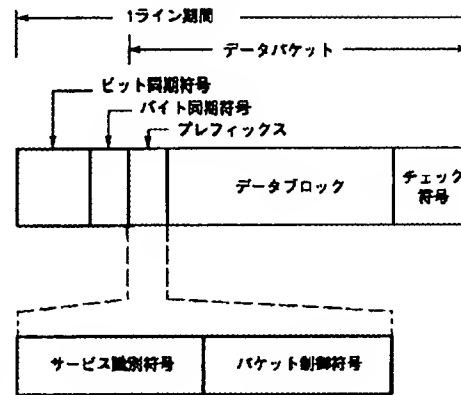 1ライン期間
データパケット
ビット同期符号
バイト同期符号
プレフィックス
データブロック
チェック
符号
サービス識別符号
パケット制御符号